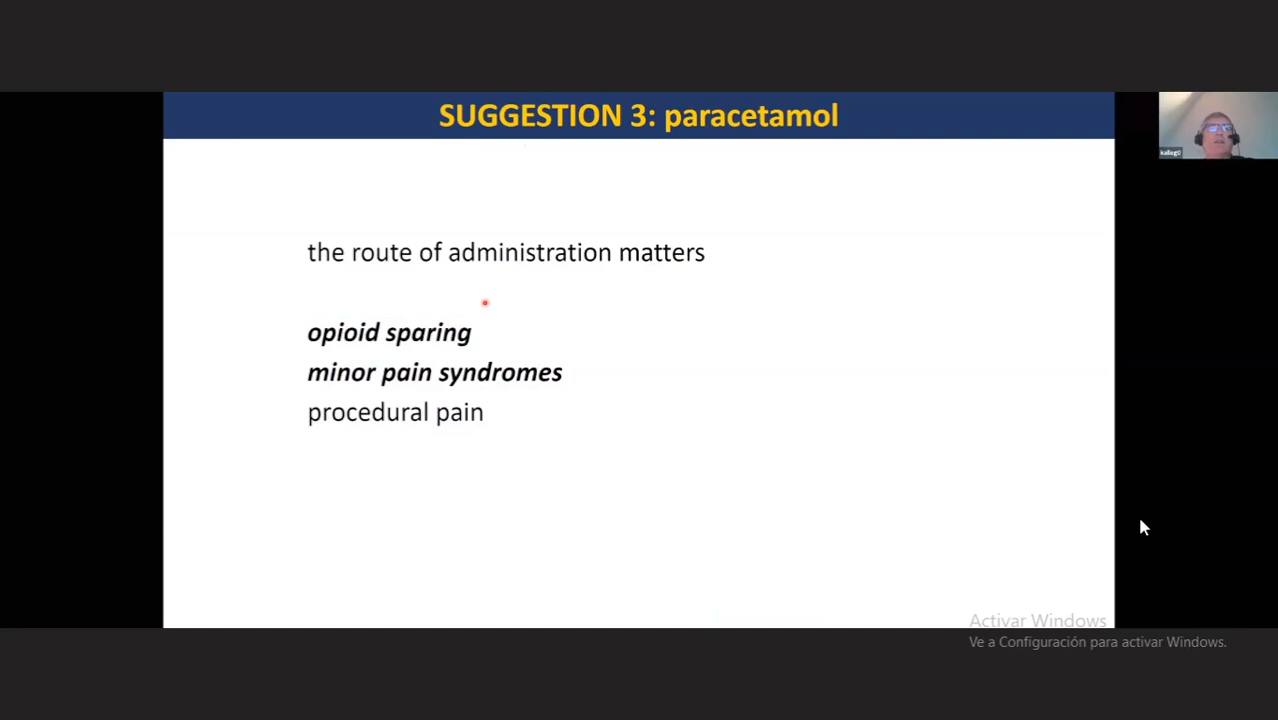 SUGGESTION 3: paracetamol
kallegO
the route of administration matters
opioid sparing
minor pain syndromes
procedural pain
Activar Windows
Ve a Configuración para activar Windows.